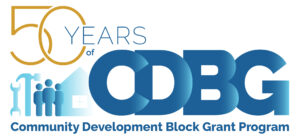 50 YEARS
of
CDBG
Community Development Block Grant Program